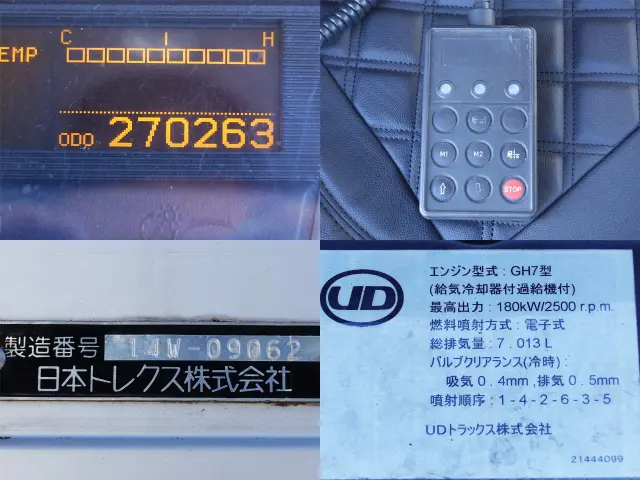 C I H
EMP
ODO 270263
M1 M2
STOP
製造番号 14W-09062
日本トレクス株式会社
UD
エンジン型式：GH7型
(給気冷却器付過給機付)
最高出力：180kW/2500 r.p.m.
燃料噴射方式：電子式
総排気量：7.013L
バルブクリアランス(冷時)：
吸気0.4mm,排気0.5mm
噴射順序：1-4-2-6-3-5
UDトラックス株式会社
21444099